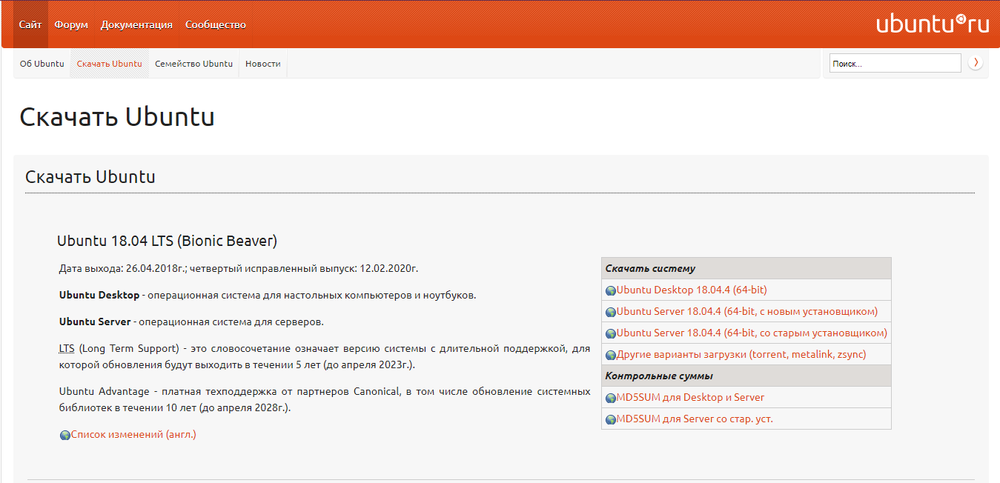 Сайт Форум Документация Сообщество
ubuntu®ru
Об Ubuntu Скачать Ubuntu Семейство Ubuntu Новости
Поиск...
Скачать Ubuntu
Скачать Ubuntu
Ubuntu 18.04 LTS (Bionic Beaver)
Дата выхода: 26.04.2018г.; четвертый исправленный выпуск: 12.02.2020г.
Ubuntu Desktop - операционная система для настольных компьютеров и ноутбуков.
Ubuntu Server - операционная система для серверов.
LTS (Long Term Support) - это словосочетание означает версию системы с длительной поддержкой, для
которой обновления будут выходить в течении 5 лет (до апреля 2023г.).
Ubuntu Advantage - платная техподдержка от партнеров Canonical, в том числе обновление системных
библиотек в течении 10 лет (до апреля 2028г.).
Список изменений (англ.)
Скачать систему
Ubuntu Desktop 18.04.4 (64-bit)
Ubuntu Server 18.04.4 (64-bit, с новым установщиком)
Ubuntu Server 18.04.4 (64-bit, со старым установщиком)
Другие варианты загрузки (torrent, metalink, zsync)
Контрольные суммы
MD5SUM для Desktop и Server
MD5SUM для Server со стар. уст.